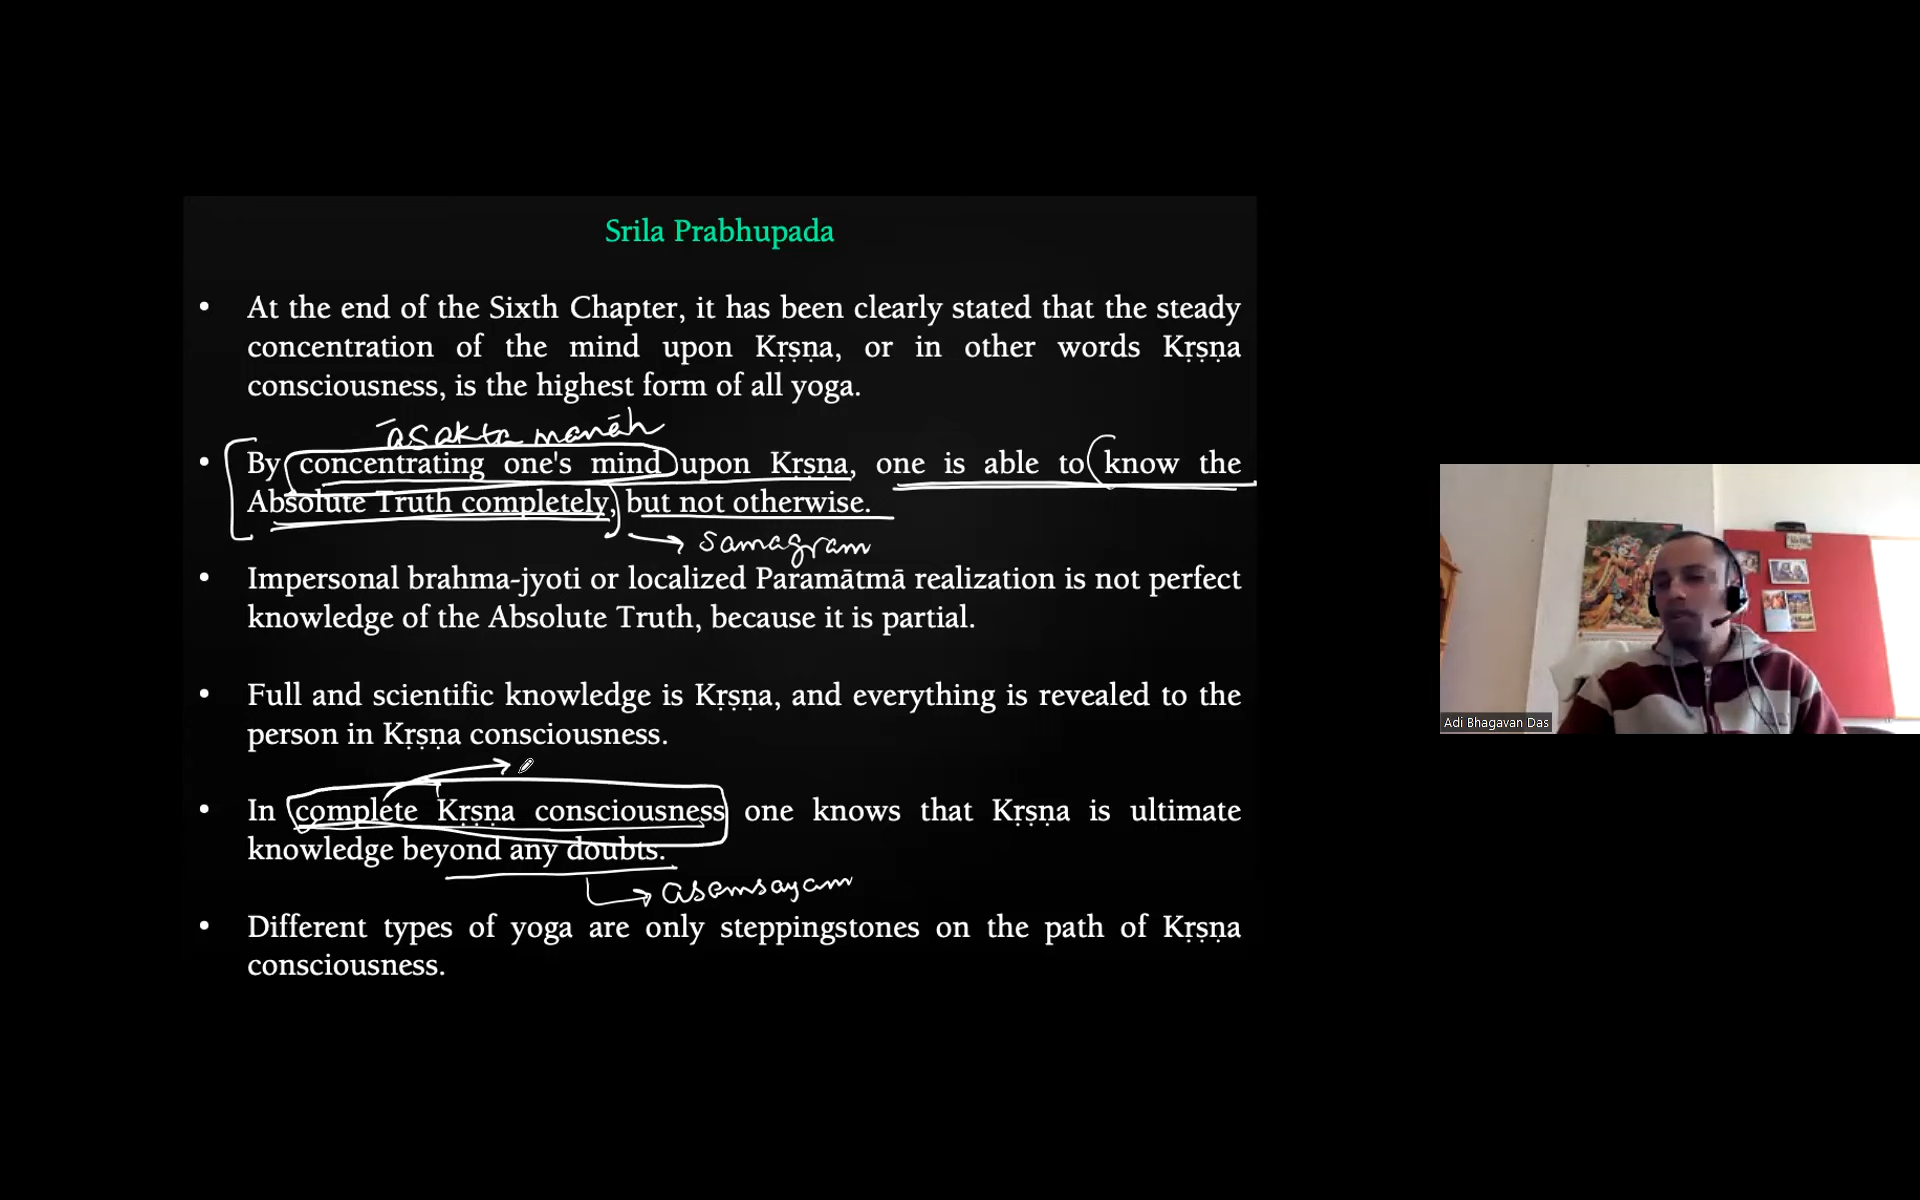 Srila Prabhupada
• At the end of the Sixth Chapter, it has been clearly stated that the steady
concentration of the mind upon Kṛṣṇa, or in other words Kṛṣṇa
consciousness, is the highest form of all yoga.
āsakta manāh
• By concentrating one's mind upon Kṛṣṇa, one is able to know the
Absolute Truth completely, but not otherwise.
samagram
• Impersonal brahma-jyoti or localized Paramātmā realization is not perfect
knowledge of the Absolute Truth, because it is partial.
• Full and scientific knowledge is Kṛṣṇa, and everything is revealed to the
person in Kṛṣṇa consciousness.
• In complete Kṛṣṇa consciousness one knows that Kṛṣṇa is ultimate
knowledge beyond any doubts.
asamsayam
• Different types of yoga are only steppingstones on the path of Kṛṣṇa
consciousness.
Adi Bhagavan Das